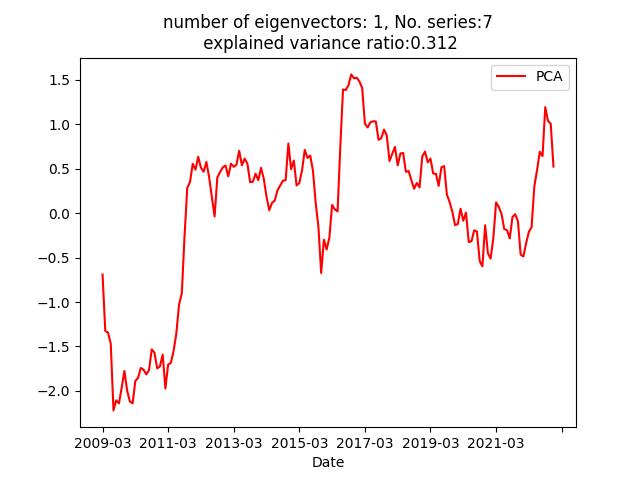 number of eigenvectors: 1, No. series:7
explained variance ratio:0.312
PCA
1.5
1.0
0.5
0.0
−0.5
−1.0
−1.5
−2.0
2009-03 2011-03 2013-03 2015-03 2017-03 2019-03 2021-03
Date